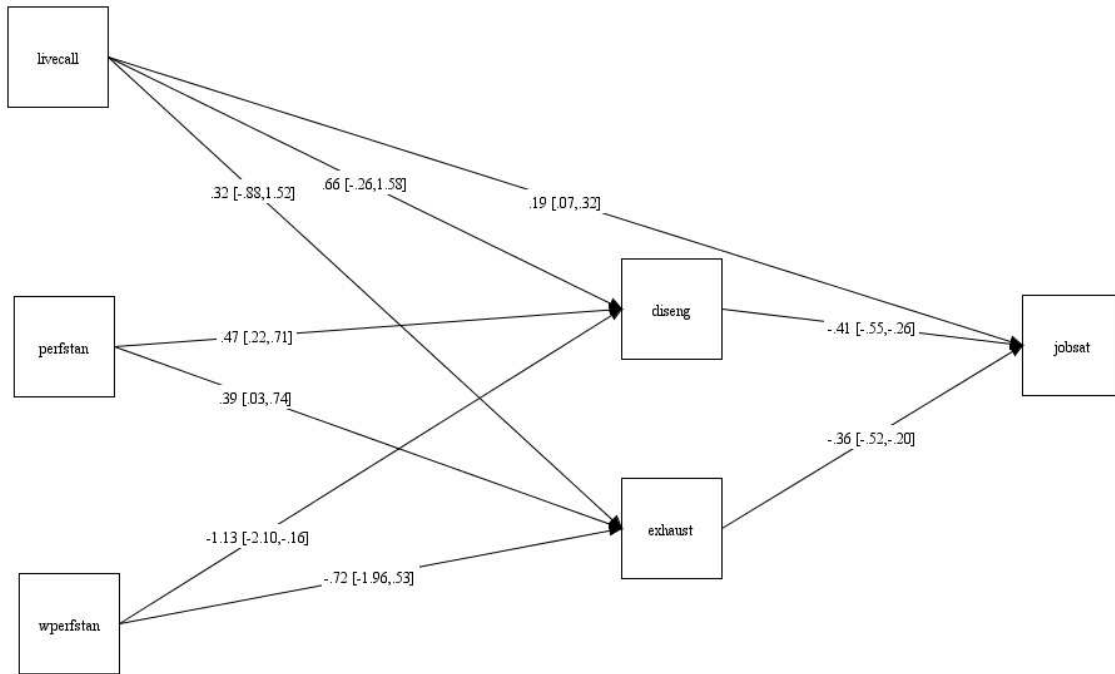 livecall
.32 [-.88,1.52]
.66 [-.26,1.58]
.19 [.07,.32]
perfstan
.47 [.22,.71]
diseng
-.41 [-.55,-.26]
jobsat
.39 [.03,.74]
-.36 [-.52,-.20]
exhaust
-1.13 [-2.10,-.16]
-.72 [-1.96,.53]
wperfstan